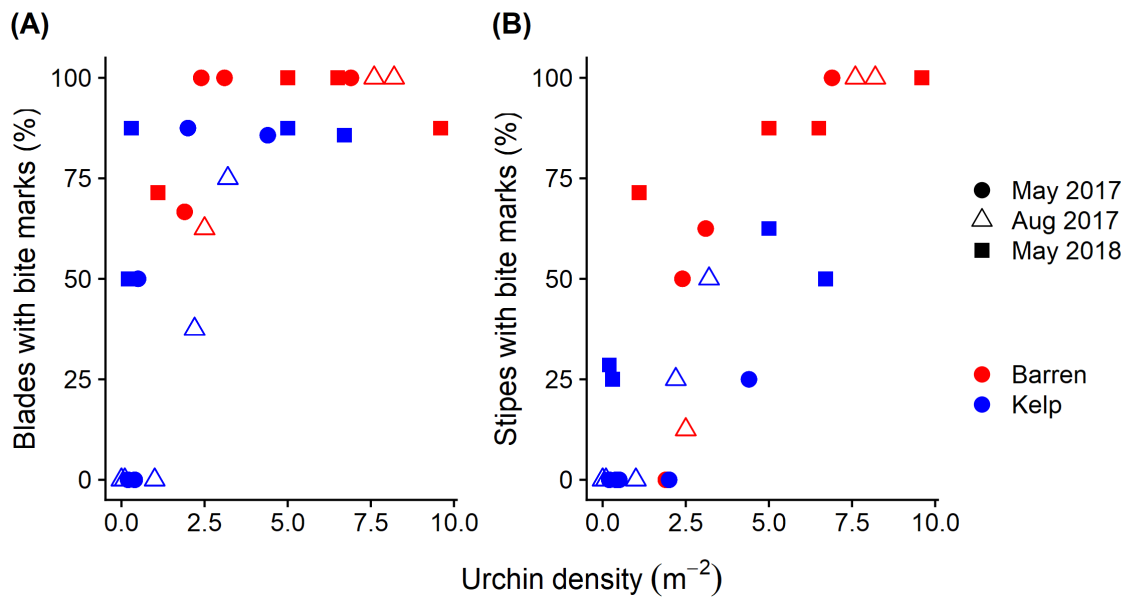 (A)
(B)
Blades with bite marks (%)
100
75
50
25
0
0.0 2.5 5.0 7.5 10.0
Stipes with bite marks (%)
100
75
50
25
0
0.0 2.5 5.0 7.5 10.0
Urchin density (m⁻²)
May 2017
Aug 2017
May 2018
Barren
Kelp